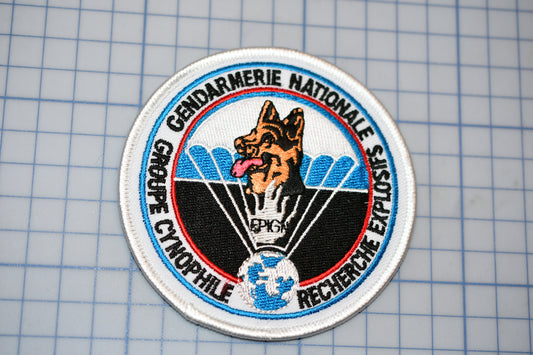 GENDARMERIE NATIONALE
GROUPE CYNOPHILE RECHERCHE EXPLOSIFS
EPIGN